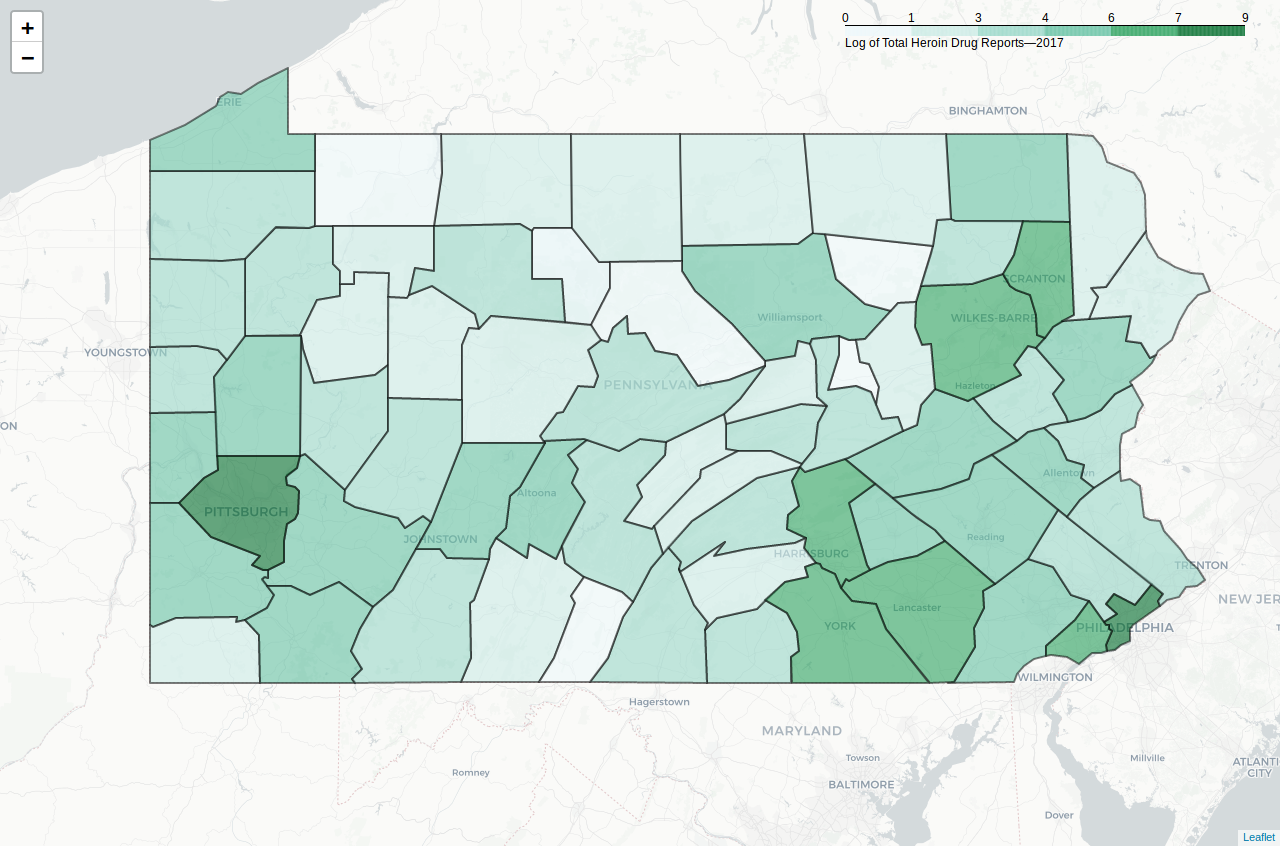 +
−
0 1 3 4 6 7 9
Log of Total Heroin Drug Reports—2017
ERIE
BINGHAMTON
SCRANTON
Williamsport
WILKES-BARRE
YOUNGSTOWN
PENNSYLVANIA
Hazleton
ON
Allentown
Altoona
PITTSBURGH
JOHNSTOWN
Reading
HARRISBURG
TRENTON
NEW JER
Lancaster
YORK
PHILADELPHIA
T
WILMINGTON
Hagerstown
MARYLAND
Towson
Millville
ATLANTI
CITY
Romney
BALTIMORE
Dover
Leaflet